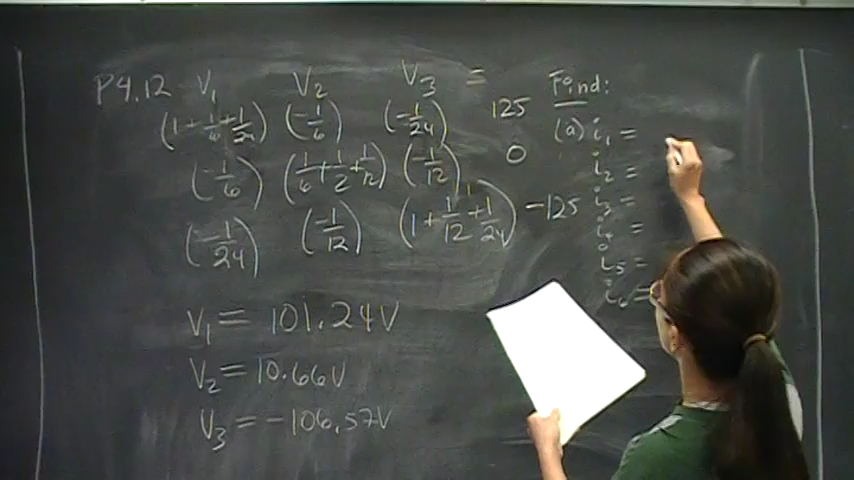 P4.12 V₁ V₂ V₃ =
(1+1/6+1/24) (-1/6) (-1/24) 125
(-1/6) (1/6+1/2+1/12) (-1/12) 0
(-1/24) (-1/12) (1+1/12+1/24) -125
V₁ = 101.24V
V₂ = 10.66V
V₃ = -106.57V
Find:
(a) i₁ =
i₂ =
i₃ =
i₄ =
i₅ =
i₆ =